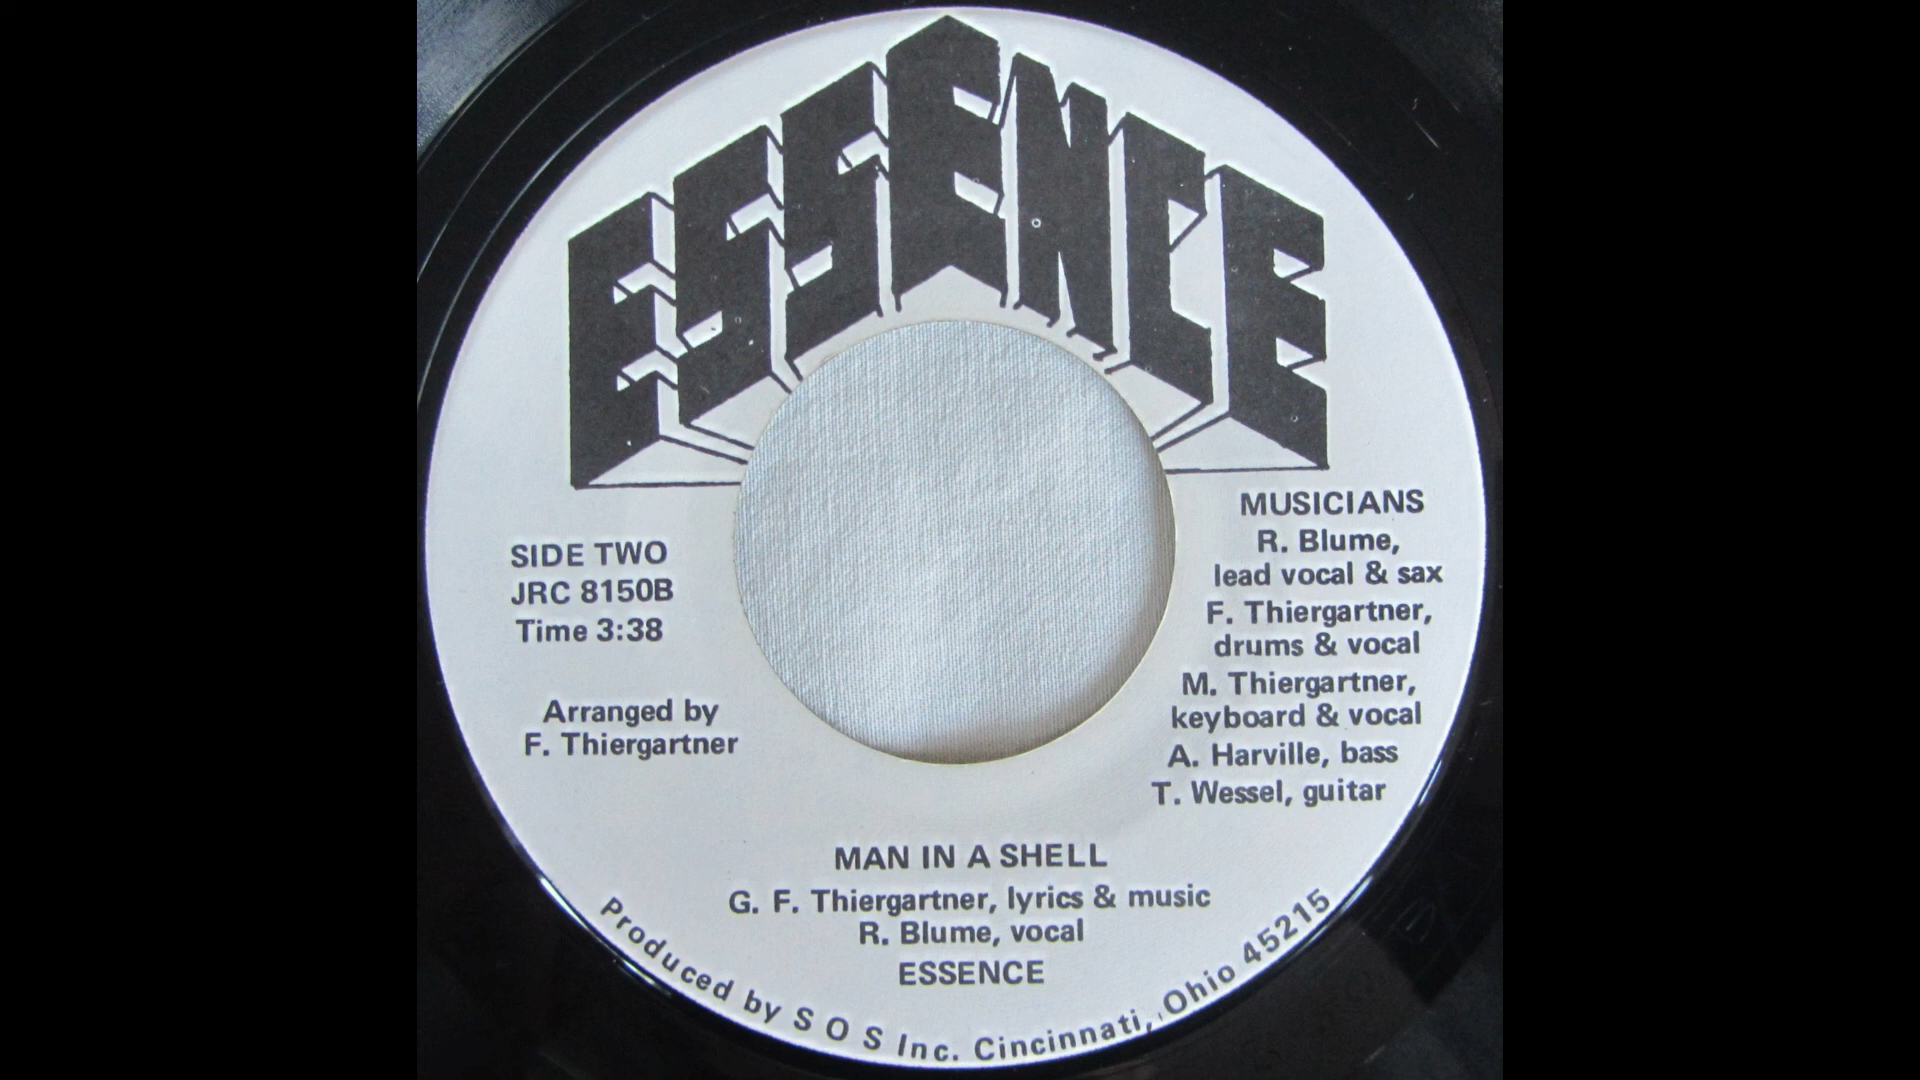 ESSENCE
SIDE TWO
JRC 8150B
Time 3:38
Arranged by
F. Thiergartner
MUSICIANS
R. Blume,
lead vocal & sax
F. Thiergartner,
drums & vocal
M. Thiergartner,
keyboard & vocal
A. Harville, bass
T. Wessel, guitar
MAN IN A SHELL
G. F. Thiergartner, lyrics & music
R. Blume, vocal
ESSENCE
Produced by S O S Inc. Cincinnati, Ohio 45215